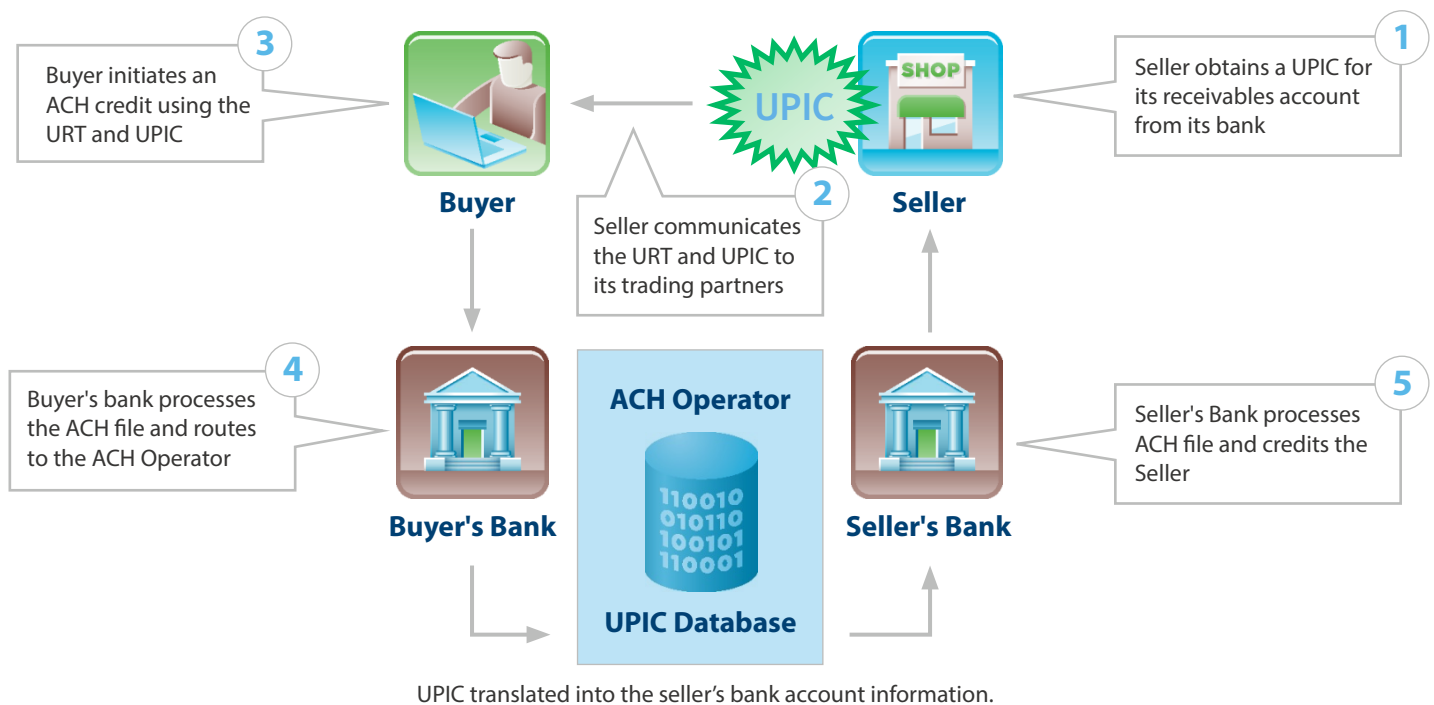 3
Buyer initiates an
ACH credit using the
URT and UPIC
UPIC
SHOP
1
Seller obtains a UPIC for
its receivables account
from its bank
Buyer
Seller
2
Seller communicates
the URT and UPIC to
its trading partners
4
Buyer's bank processes
the ACH file and routes
to the ACH Operator
Buyer's Bank
ACH Operator
110010
010110
100101
110001
UPIC Database
Seller's Bank
5
Seller's Bank processes
ACH file and credits the
Seller
UPIC translated into the seller’s bank account information.